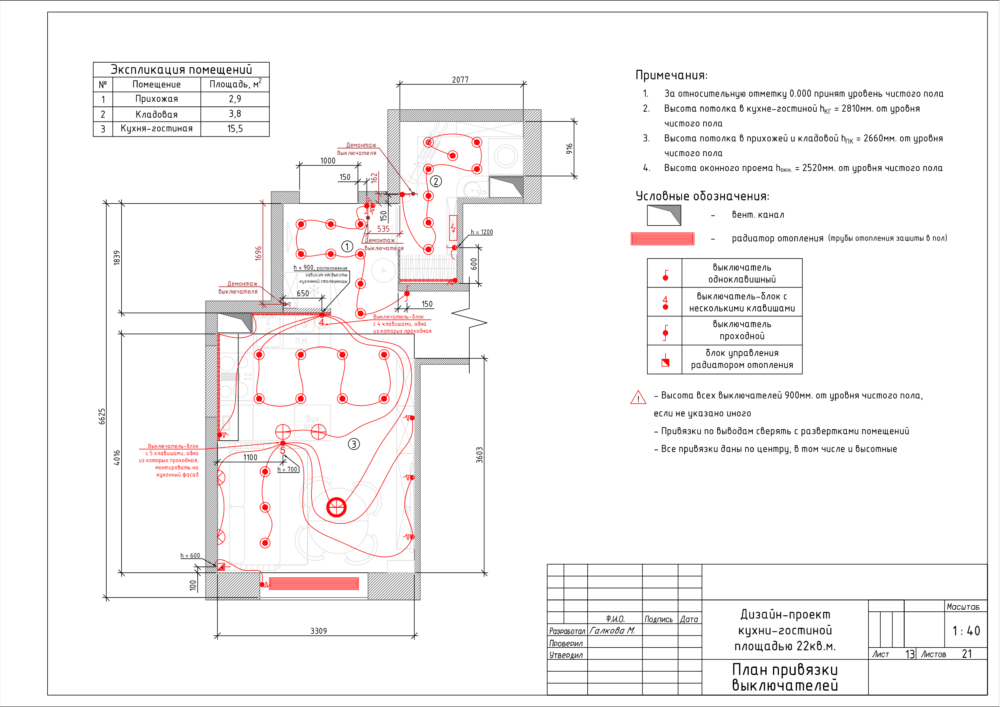 Экспликация помещений
№ Помещение Площадь, м²
1 Прихожая 2,9
2 Кладовая 3,8
3 Кухня-гостиная 15,5
2077
916
Демонтаж
выключателя
1000
150
162
150
2
535
1
Демонтаж
выключателя
h = 1200
600
1839
1696
h = 900, расположение
зависит от высоты
кухонной столешницы
Демонтаж
выключателя
650
150
4
Выключатель-блок
с 4 клавишами, одна
из которых проходная
6625
4916
3603
3
Выключатель-блок
с 5 клавишами, одна
из которых проходная,
монтировать на
кухонный фасад
5
1100
h = 700
h = 600
100
3309
Примечания:
1. За относительную отметку 0.000 принят уровень чистого пола
2. Высота потолка в кухне-гостиной hКГ = 2810мм. от уровня
чистого пола
3. Высота потолка в прихожей и кладовой hПК = 2660мм. от уровня
чистого пола
4. Высота оконного проема hокн. = 2520мм. от уровня чистого пола
Условные обозначения:
– вент. канал
– радиатор отопления (трубы отопления зашиты в пол)
выключатель
одноклавишный
4 выключатель-блок с
несколькими клавишами
выключатель
проходной
блок управления
радиатором отопления
! – Высота всех выключателей 900мм. от уровня чистого пола,
если не указано иного
– Привязки по выводам сверять с развертками помещений
– Все привязки даны по центру, в том числе и высотные
Ф.И.О. Подпись Дата
Разработал Галкова М.
Проверил
Утвердил
Дизайн-проект
кухни-гостиной
площадью 22кв.м.
Масштаб
1 : 40
Лист 13 Листов 21
План привязки
выключателей